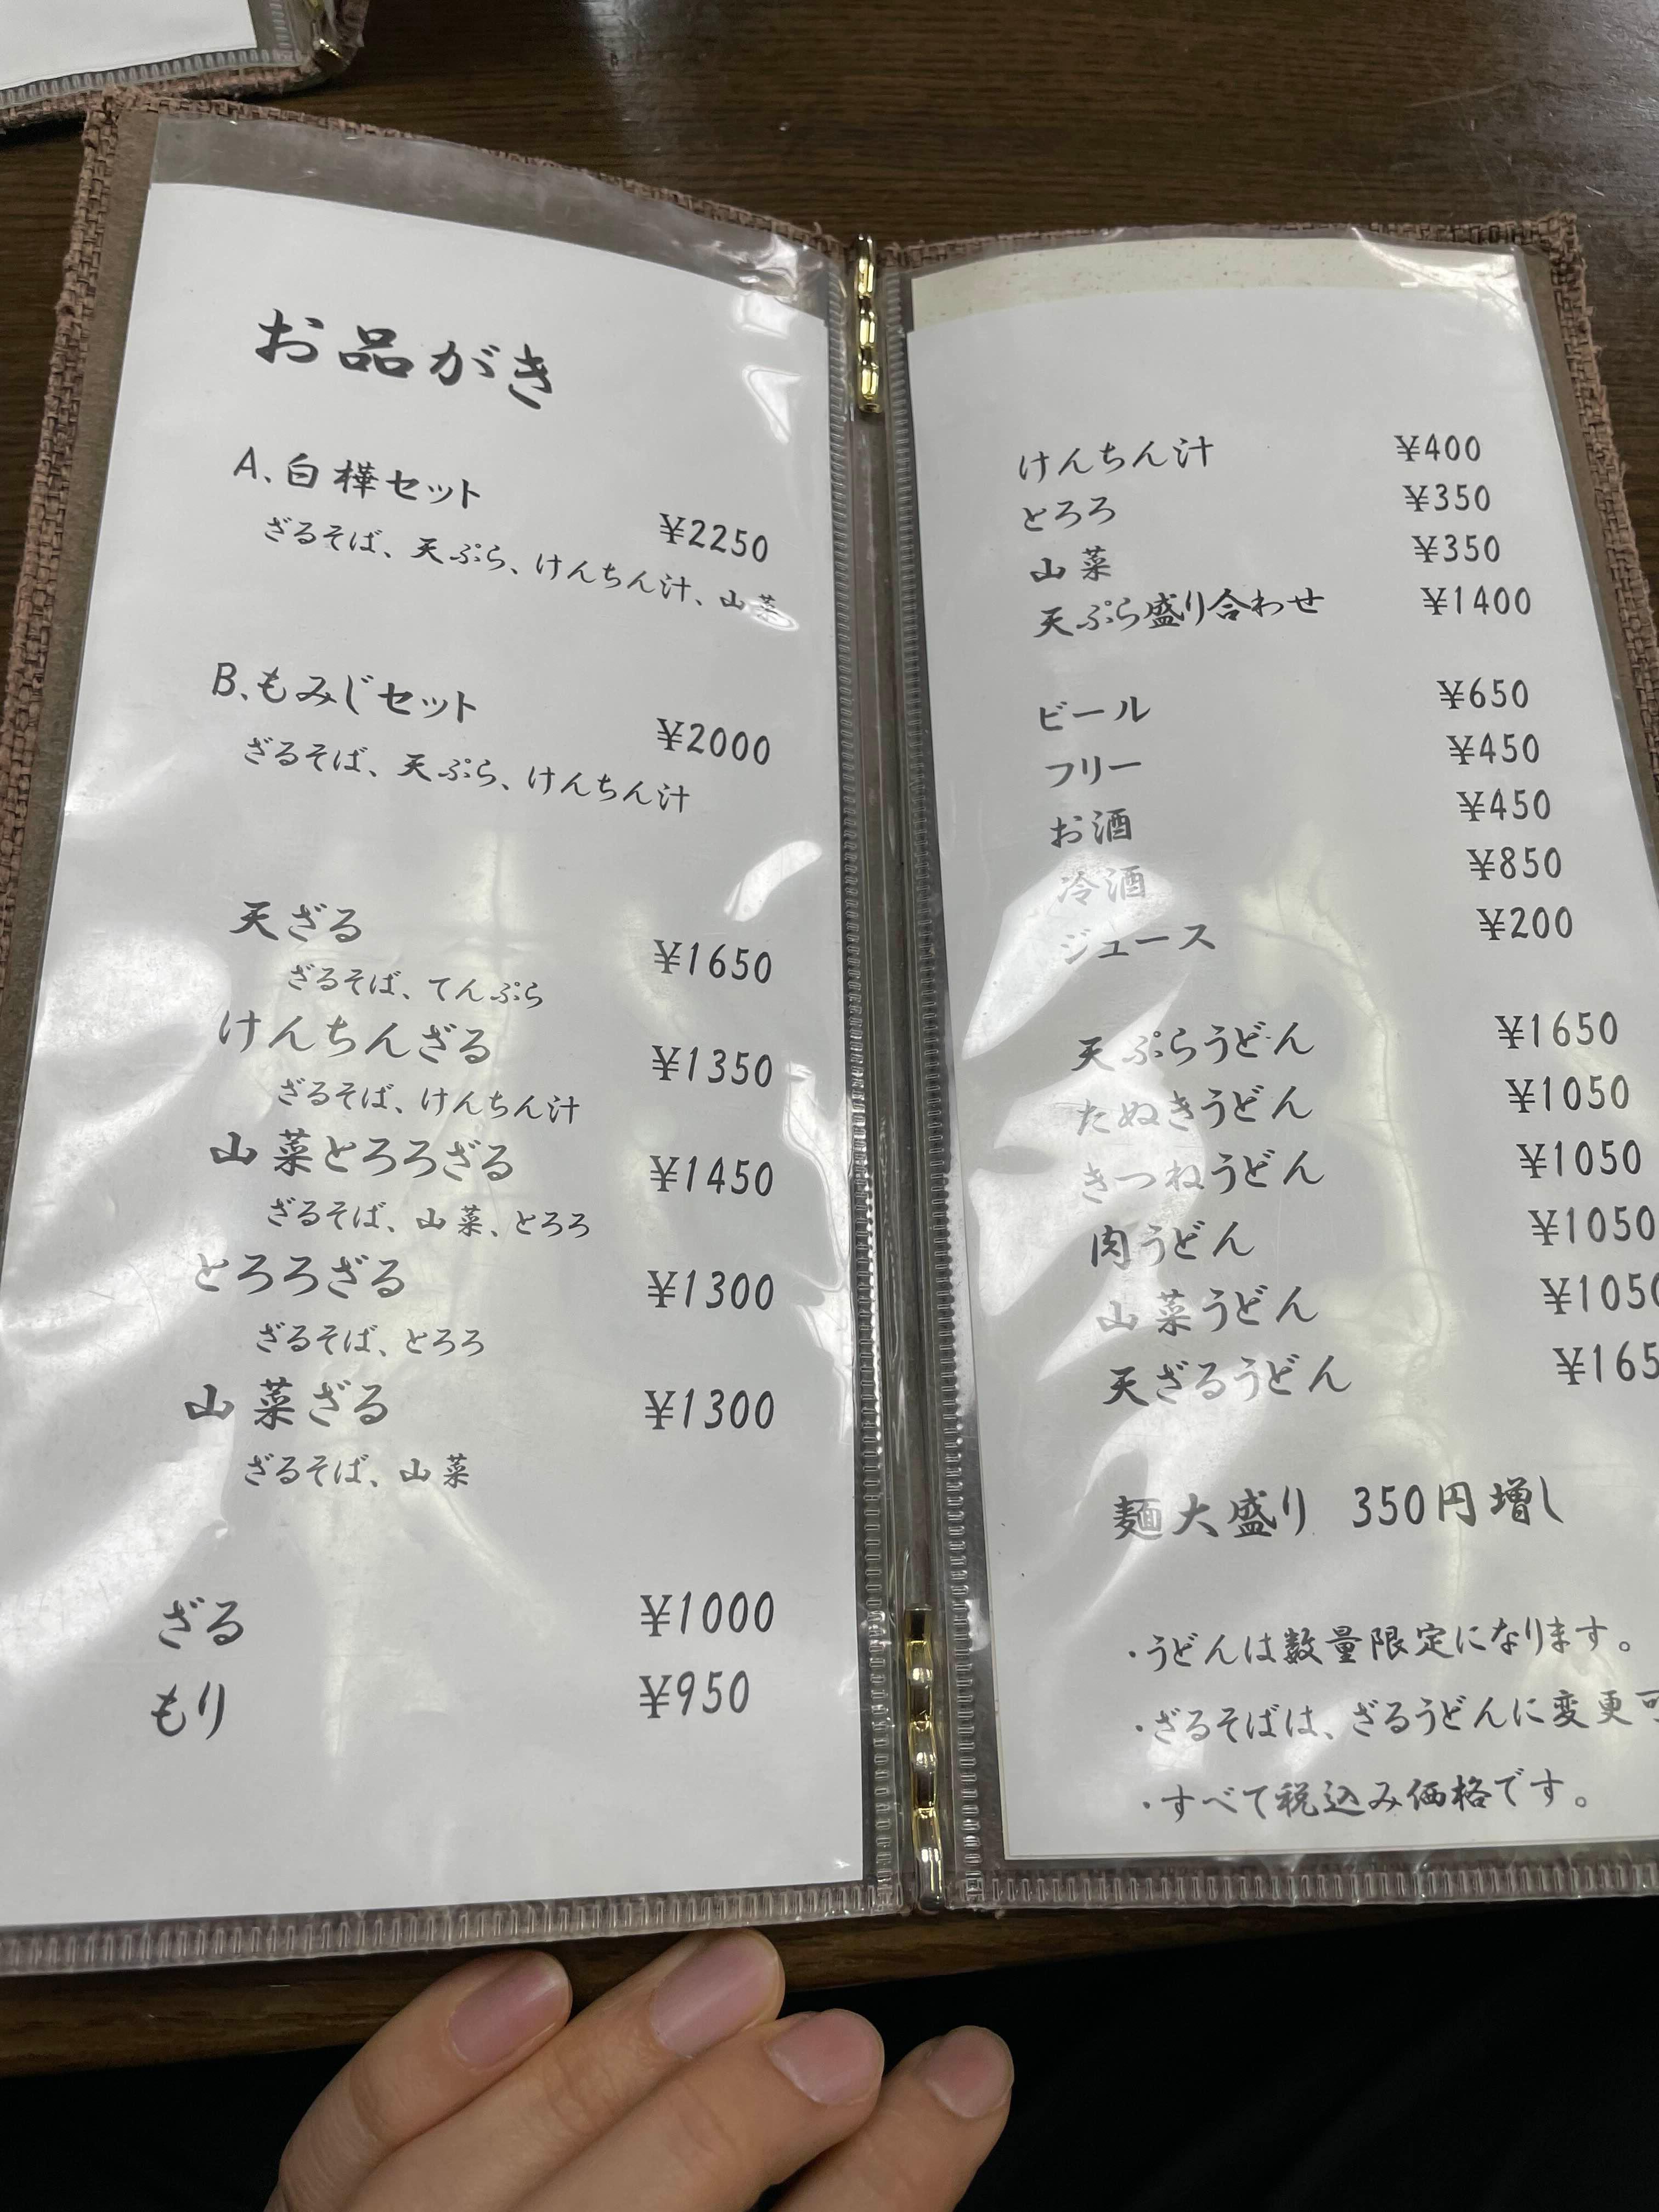 お品がき
A.白樺セット
¥2250
ざるそば、天ぷら、けんちん汁、山菜
B.もみじセット
¥2000
ざるそば、天ぷら、けんちん汁
天ざる ¥1650
ざるそば、てんぷら
けんちんざる ¥1350
ざるそば、けんちん汁
山菜とろろざる ¥1450
ざるそば、山菜、とろろ
とろろざる ¥1300
ざるそば、とろろ
山菜ざる ¥1300
ざるそば、山菜
ざる ¥1000
もり ¥950
けんちん汁 ¥400
とろろ ¥350
山菜 ¥350
天ぷら盛り合わせ ¥1400
ビール ¥650
フリー ¥450
お酒 ¥450
冷酒 ¥850
ジュース ¥200
天ぷらうどん ¥1650
たぬきうどん ¥1050
きつねうどん ¥1050
肉うどん ¥1050
山菜うどん ¥1050
天ざるうどん ¥165
麺大盛り 350円増し
・うどんは数量限定になります。
・ざるそばは、ざるうどんに変更可
・すべて税込み価格です。